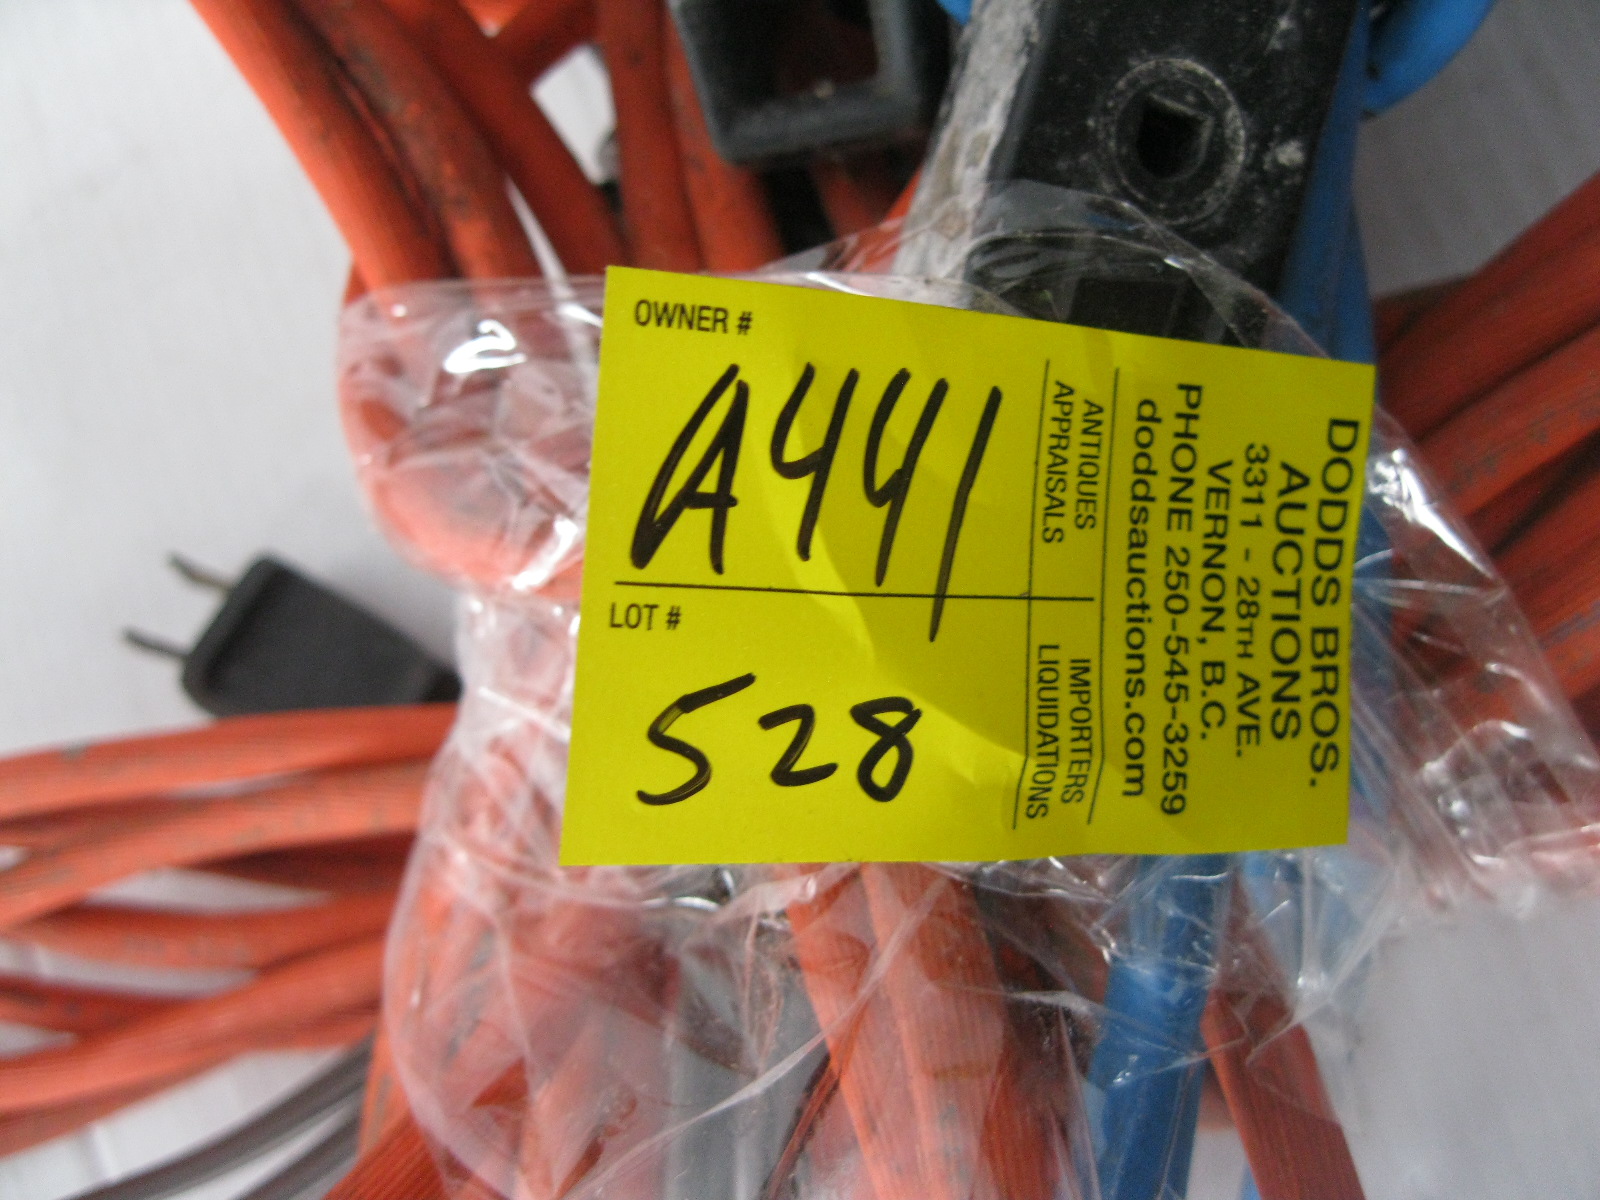 OWNER #
A441
LOT #
528
DODDS BROS.
AUCTIONS
3311 - 28TH AVE.
VERNON, B.C.
PHONE 250-545-3259
doddsauctions.com
ANTIQUES
APPRAISALS
IMPORTERS
LIQUIDATIONS